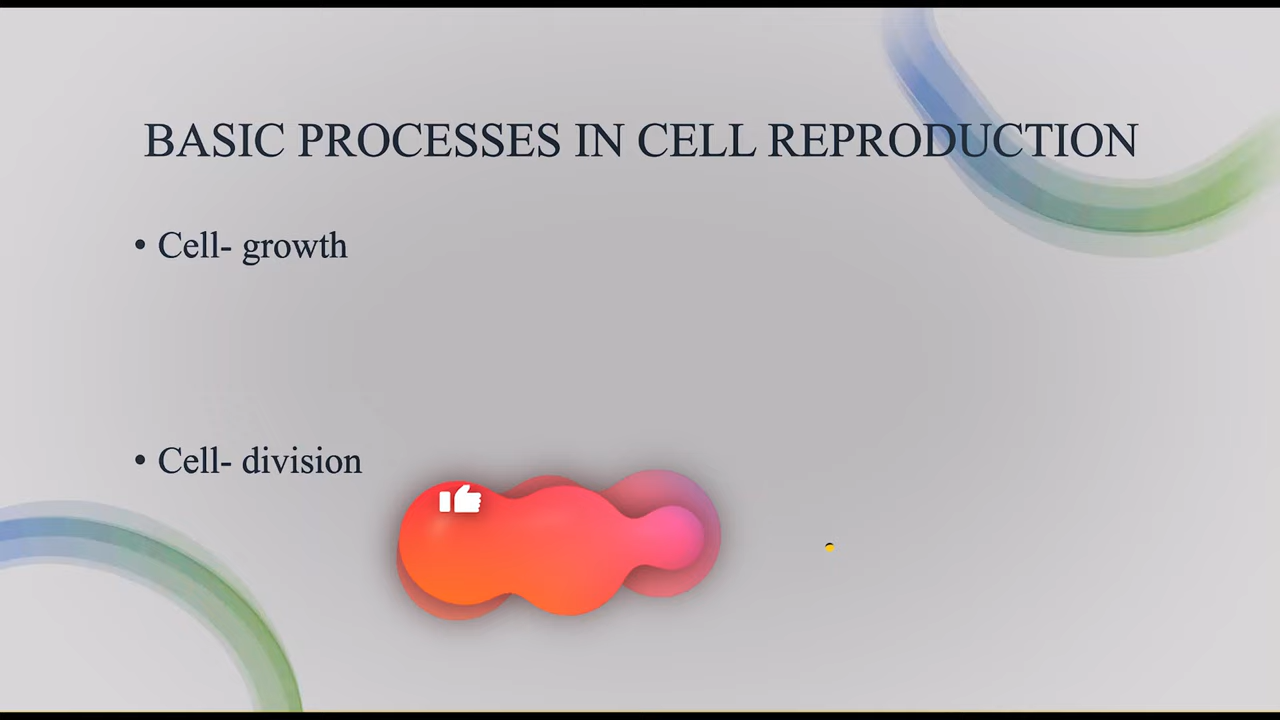 BASIC PROCESSES IN CELL REPRODUCTION
• Cell- growth
• Cell- division